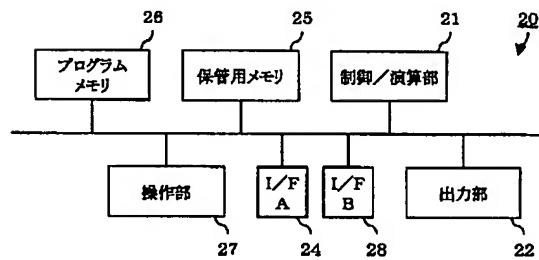 26
25
21
20
プログラム
メモリ
保管用メモリ
制御／演算部
操作部
I／F
A
I／F
B
出力部
27
24
28
22